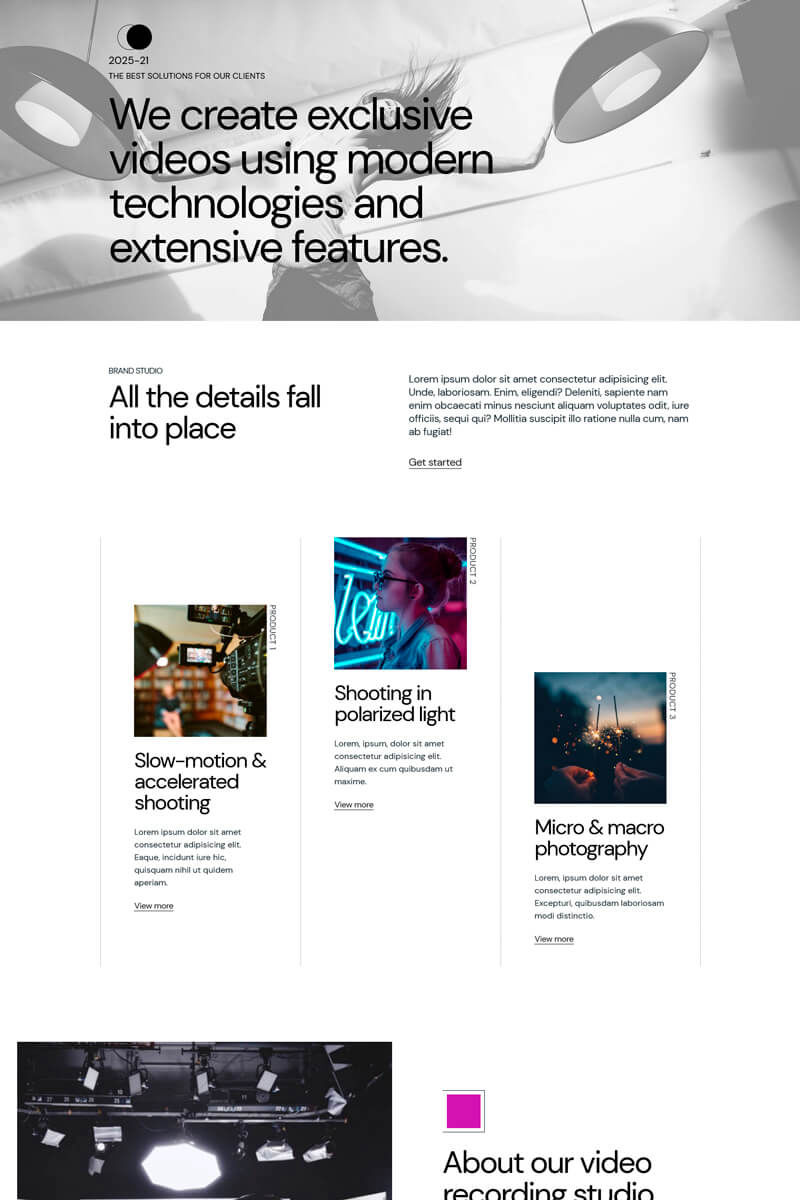 2025-21
THE BEST SOLUTIONS FOR OUR CLIENTS
We create exclusive
videos using modern
technologies and
extensive features.
BRAND STUDIO
All the details fall
into place
Lorem ipsum dolor sit amet consectetur adipisicing elit.
Unde, laboriosam. Enim, eligendi? Deleniti, sapiente nam
enim obcaecati minus nesciunt aliquam voluptates odit, iure
officiis, sequi qui? Mollitia suscipit illo ratione nulla cum, nam
ab fugiat!
Get started
PRODUCT 1
Slow-motion &
accelerated
shooting
Lorem ipsum dolor sit amet
consectetur adipisicing elit.
Eaque, incidunt iure hic,
quisquam nihil ut quidem
aperiam.
View more
PRODUCT 2
Shooting in
polarized light
Lorem, ipsum, dolor sit amet
consectetur adipisicing elit.
Aliquam ex cum quibusdam ut
maxime.
View more
PRODUCT 3
Micro & macro
photography
Lorem, ipsum dolor sit amet
consectetur adipisicing elit.
Excepturi, quibusdam laboriosam
modi distinctio.
View more
About our video
recording studio